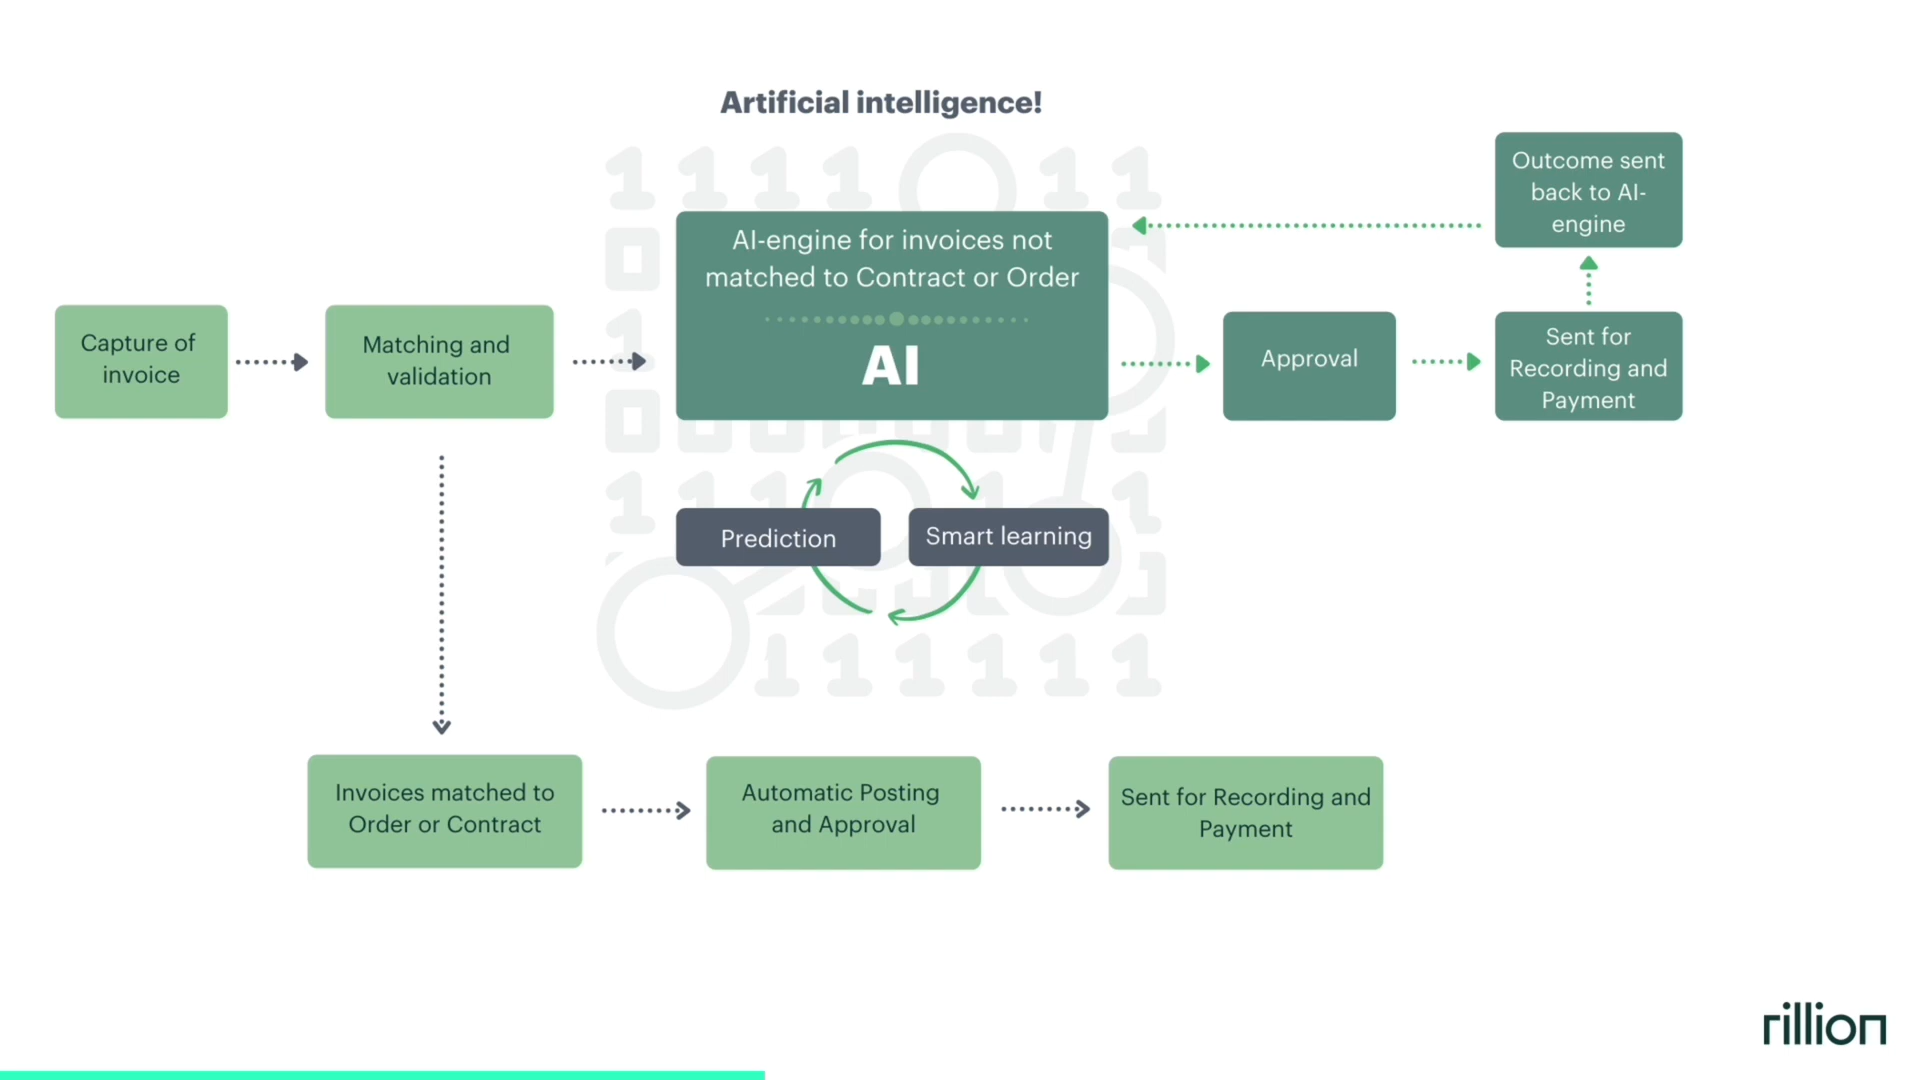 Artificial intelligence!
Outcome sent
back to AI-
engine
AI-engine for invoices not
matched to Contract or Order
AI
Capture of
invoice
Matching and
validation
Approval
Sent for
Recording and
Payment
Prediction
Smart learning
Invoices matched to
Order or Contract
Automatic Posting
and Approval
Sent for Recording and
Payment
rillion